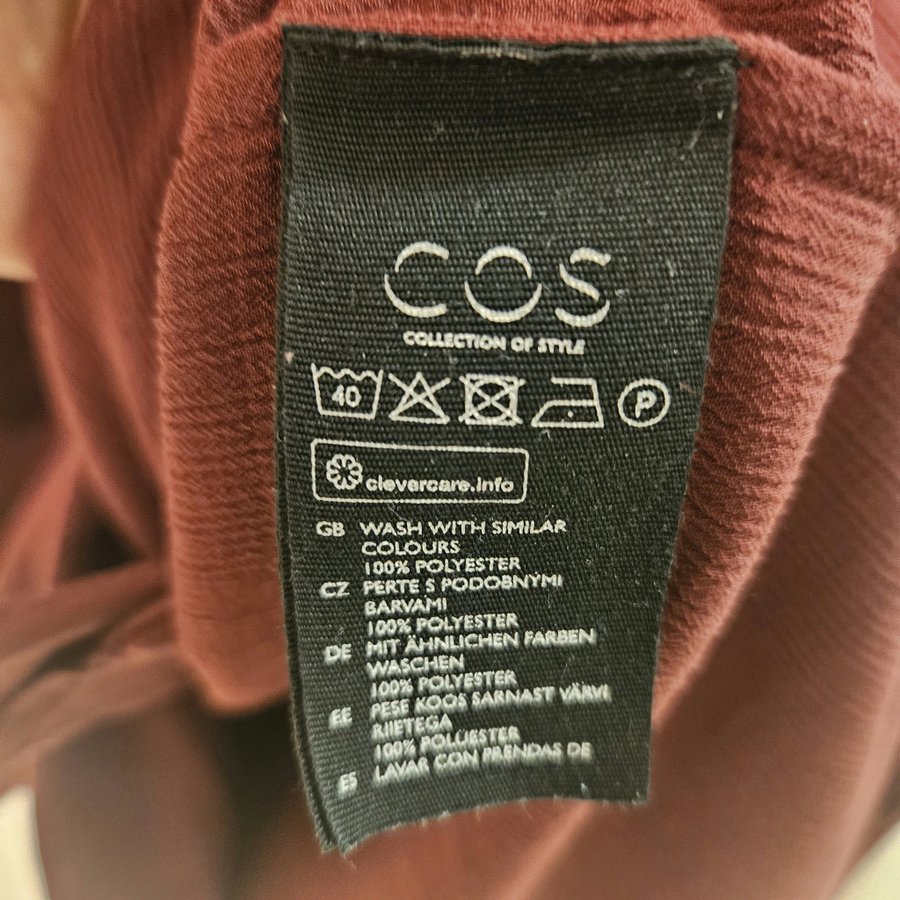 COS
COLLECTION OF STYLE
40
P
clevercare.info
GB WASH WITH SIMILAR
COLOURS
100% POLYESTER
CZ PERTE S PODOBNÝMI
BARVAMI
100% POLYESTER
DE MIT ÄHNLICHEN FARBEN
WASCHEN
100% POLYESTER
EE PESE KOOS SARNAST VÄRVI
RIIETEGA
100% POLÜESTER
ES LAVAR CON PRENDAS DE